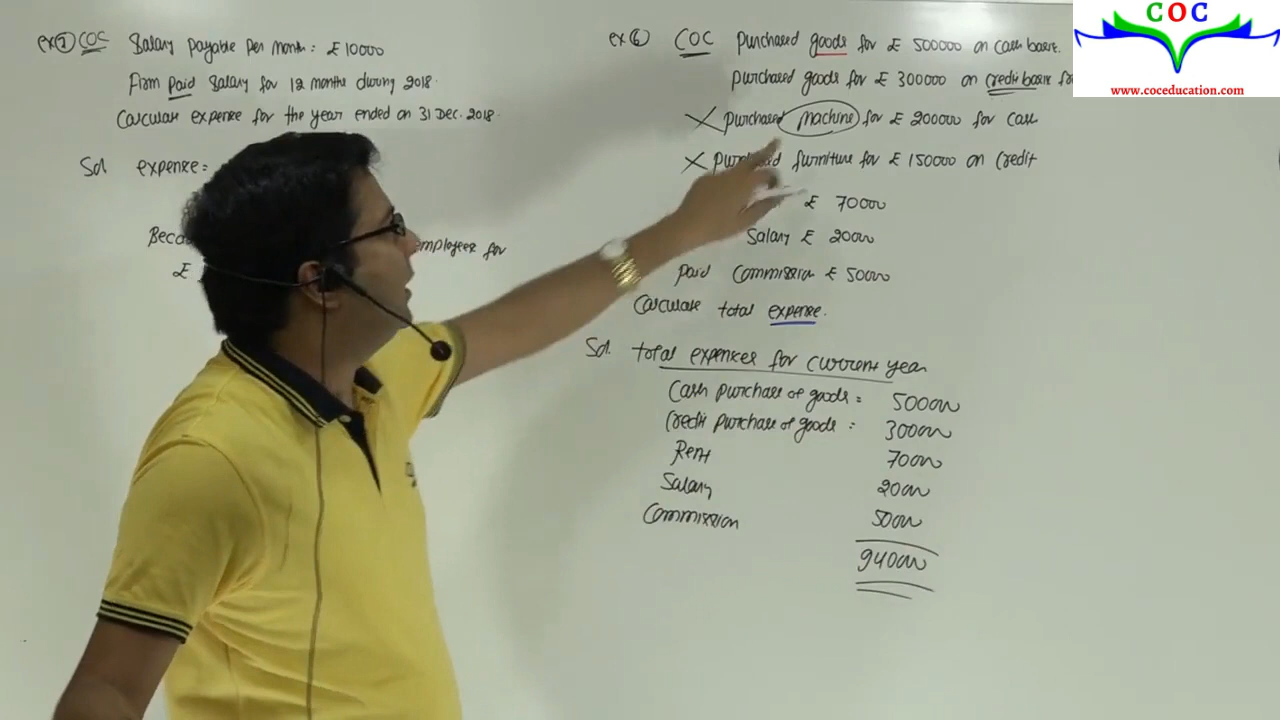 ex ⑦ COC Salary payable per month = £ 10000
Firm paid salary for 12 months during 2018.
Calculate expense for the year ended on 31 Dec. 2018.
Sol. expense =
employees for
£
ex ⑥ COC purchased goods for £ 500000 on cash basis.
purchased goods for £ 300000 on credit basis
X purchased machine for £ 200000 for cash
X purchased furniture for £ 150000 on credit
£ 70000
Salary £ 20000
paid Commission £ 50000
Calculate total expense.
Sol. total expenses for current year
Cash purchase of goods = 500000
Credit purchase of goods = 300000
Rent 70000
Salary 20000
Commission 50000
940000
COC
www.coceducation.com